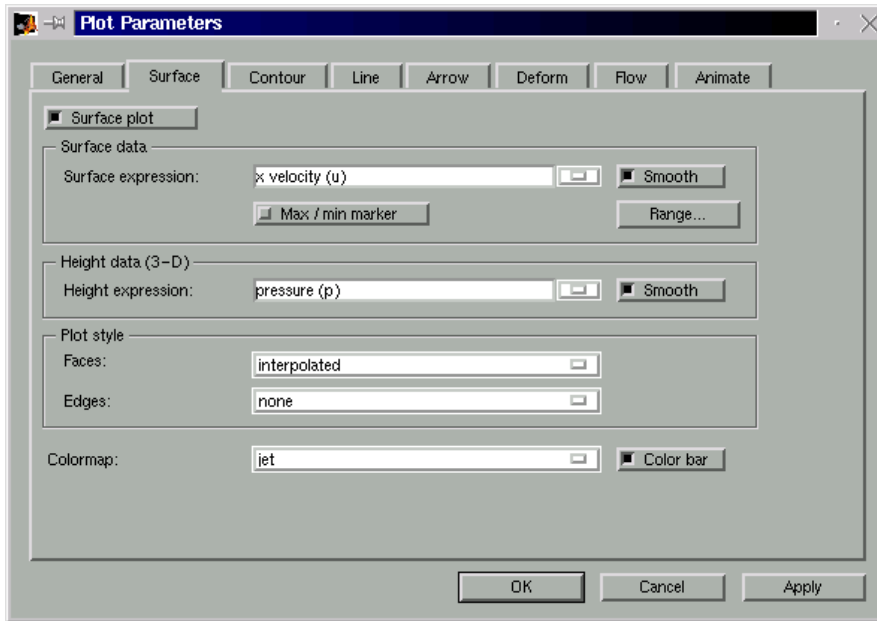 Plot Parameters
General Surface Contour Line Arrow Deform Flow Animate
Surface plot
Surface data
Surface expression: x velocity (u) Smooth
Max / min marker Range...
Height data (3-D)
Height expression: pressure (p) Smooth
Plot style
Faces: interpolated
Edges: none
Colormap: jet Color bar
OK Cancel Apply